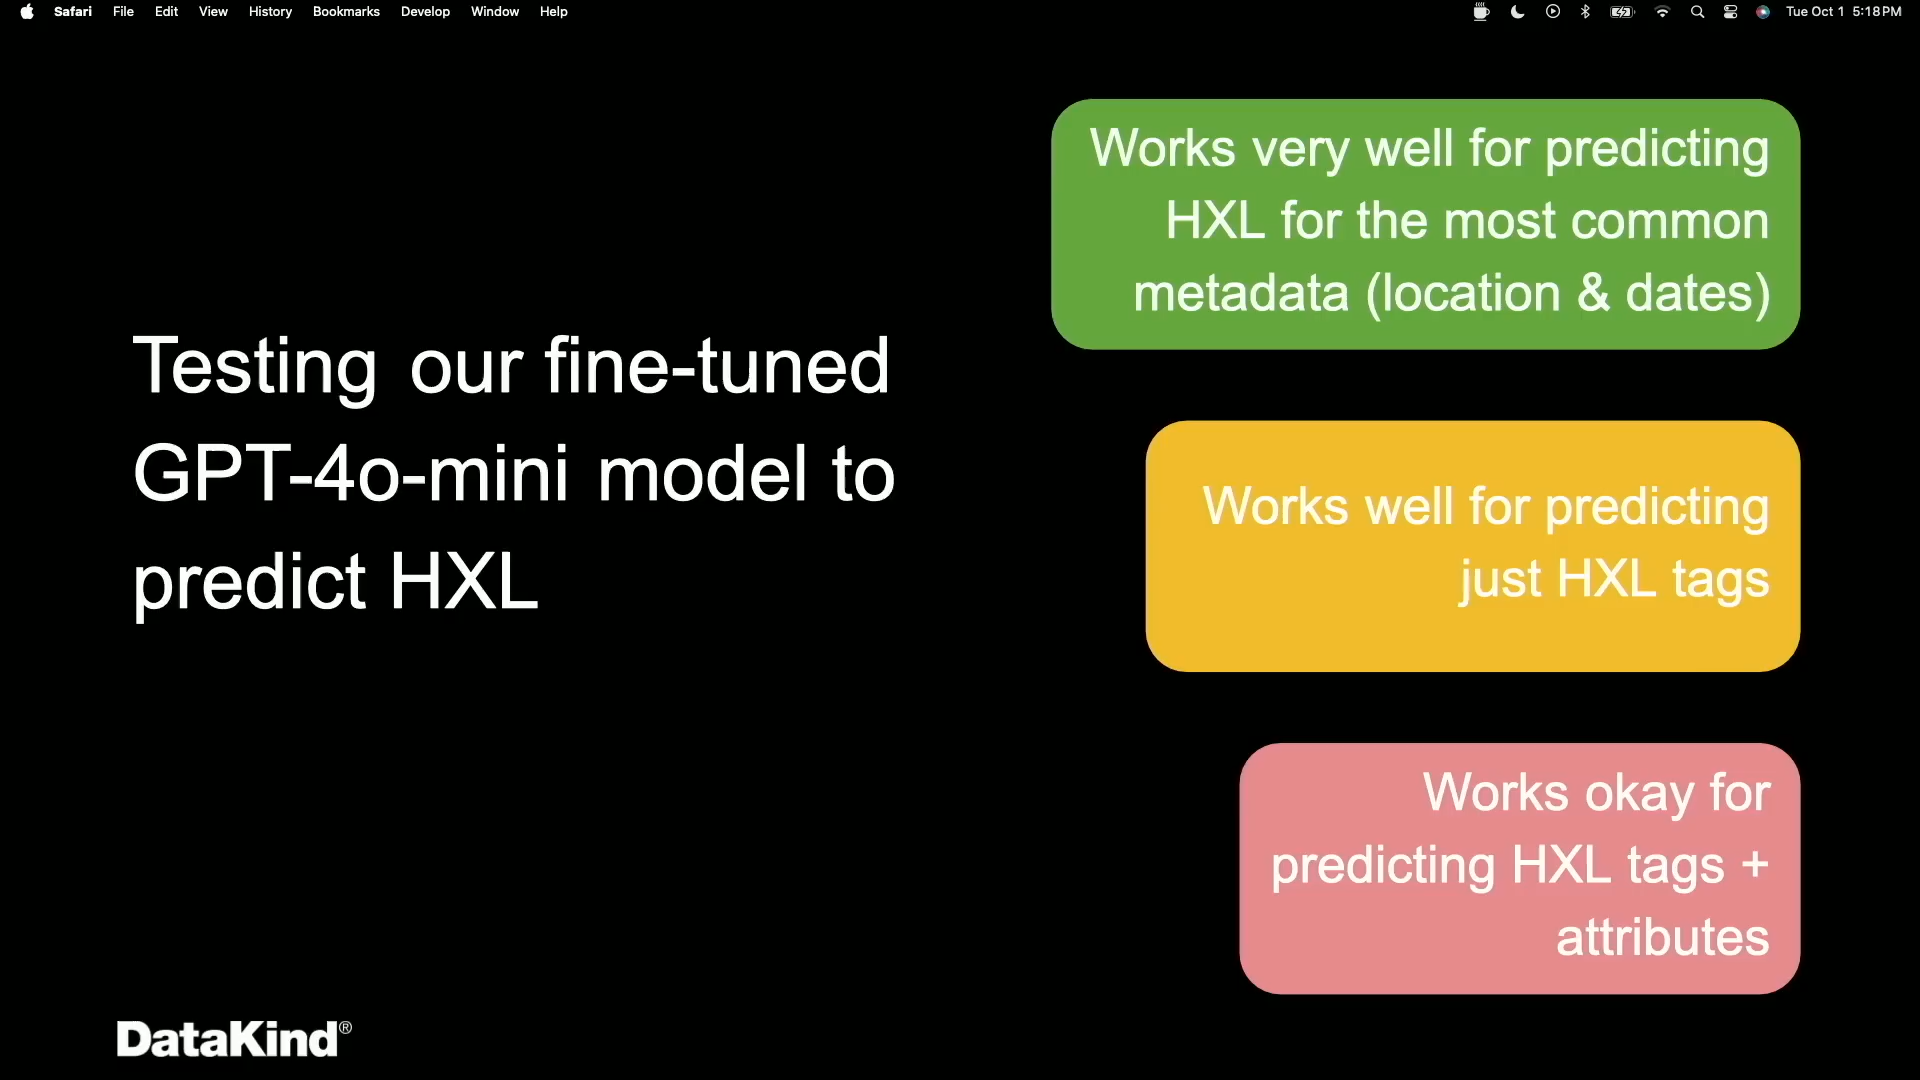 Safari File Edit View History Bookmarks Develop Window Help Tue Oct 1 5:18 PM
Testing our fine-tuned
GPT-4o-mini model to
predict HXL
Works very well for predicting
HXL for the most common
metadata (location & dates)
Works well for predicting
just HXL tags
Works okay for
predicting HXL tags +
attributes
DataKind®